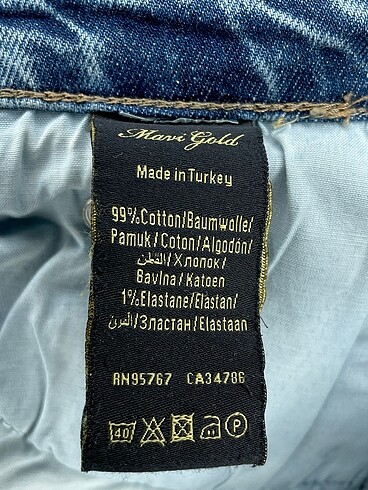 Mavi Gold
Made in Turkey
99%Cotton/Baumwolle/
Pamuk/Coton/Algodón/
القطن/Хлопок/
Bavlna/Katoen
1%Elastane/Elastan/
المرن/Эластан/Elastaan
RN95767 CA34786
40 P